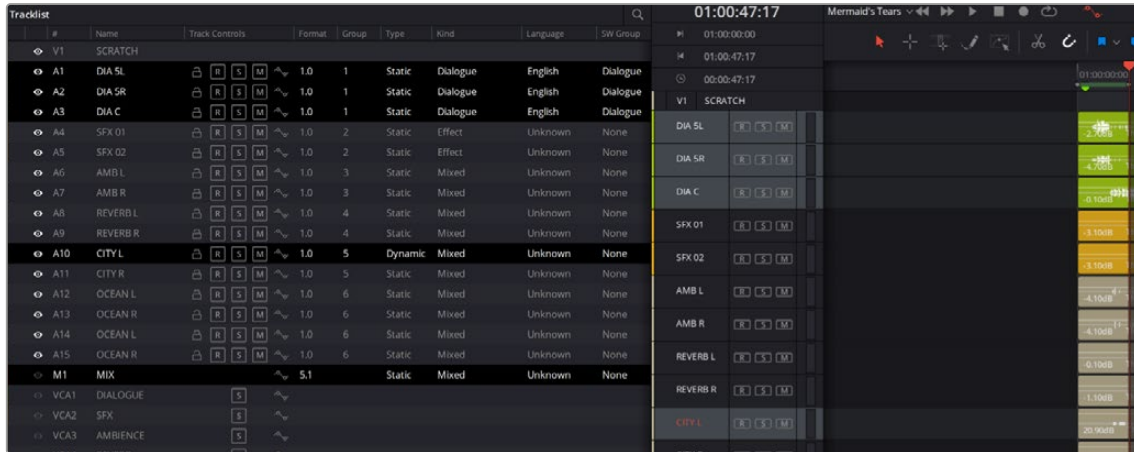 Tracklist
# Name Track Controls Format Group Type Kind Language SW Group
V1 SCRATCH
A1 DIA 5L R S M 1.0 1 Static Dialogue English Dialogue
A2 DIA 5R R S M 1.0 1 Static Dialogue English Dialogue
A3 DIA C R S M 1.0 1 Static Dialogue English Dialogue
A4 SFX 01 R S M 1.0 2 Static Effect Unknown None
A5 SFX 02 R S M 1.0 2 Static Effect Unknown None
A6 AMB L R S M 1.0 3 Static Mixed Unknown None
A7 AMB R R S M 1.0 3 Static Mixed Unknown None
A8 REVERB L R S M 1.0 4 Static Mixed Unknown None
A9 REVERB R R S M 1.0 4 Static Mixed Unknown None
A10 CITY L R S M 1.0 5 Dynamic Mixed Unknown None
A11 CITY R R S M 1.0 5 Static Mixed Unknown None
A12 OCEAN L R S M 1.0 6 Static Mixed Unknown None
A13 OCEAN R R S M 1.0 6 Static Mixed Unknown None
A14 OCEAN L R S M 1.0 6 Static Mixed Unknown None
A15 OCEAN R R S M 1.0 6 Static Mixed Unknown None
M1 MIX 5.1 Static Mixed Unknown None
VCA1 DIALOGUE S
VCA2 SFX S
VCA3 AMBIENCE S
01:00:47:17 Mermaid's Tears
01:00:00:00
01:00:47:17
00:00:47:17
01:00:00:00
V1 SCRATCH
DIA 5L R S M -2.70dB
DIA 5R R S M -4.70dB
DIA C R S M -0.10dB
SFX 01 R S M -3.10dB
SFX 02 R S M -3.10dB
AMB L R S M -4.10dB
AMB R R S M -4.10dB
REVERB L R S M -0.10dB
REVERB R R S M -1.10dB
CITY L R S M 20.90dB